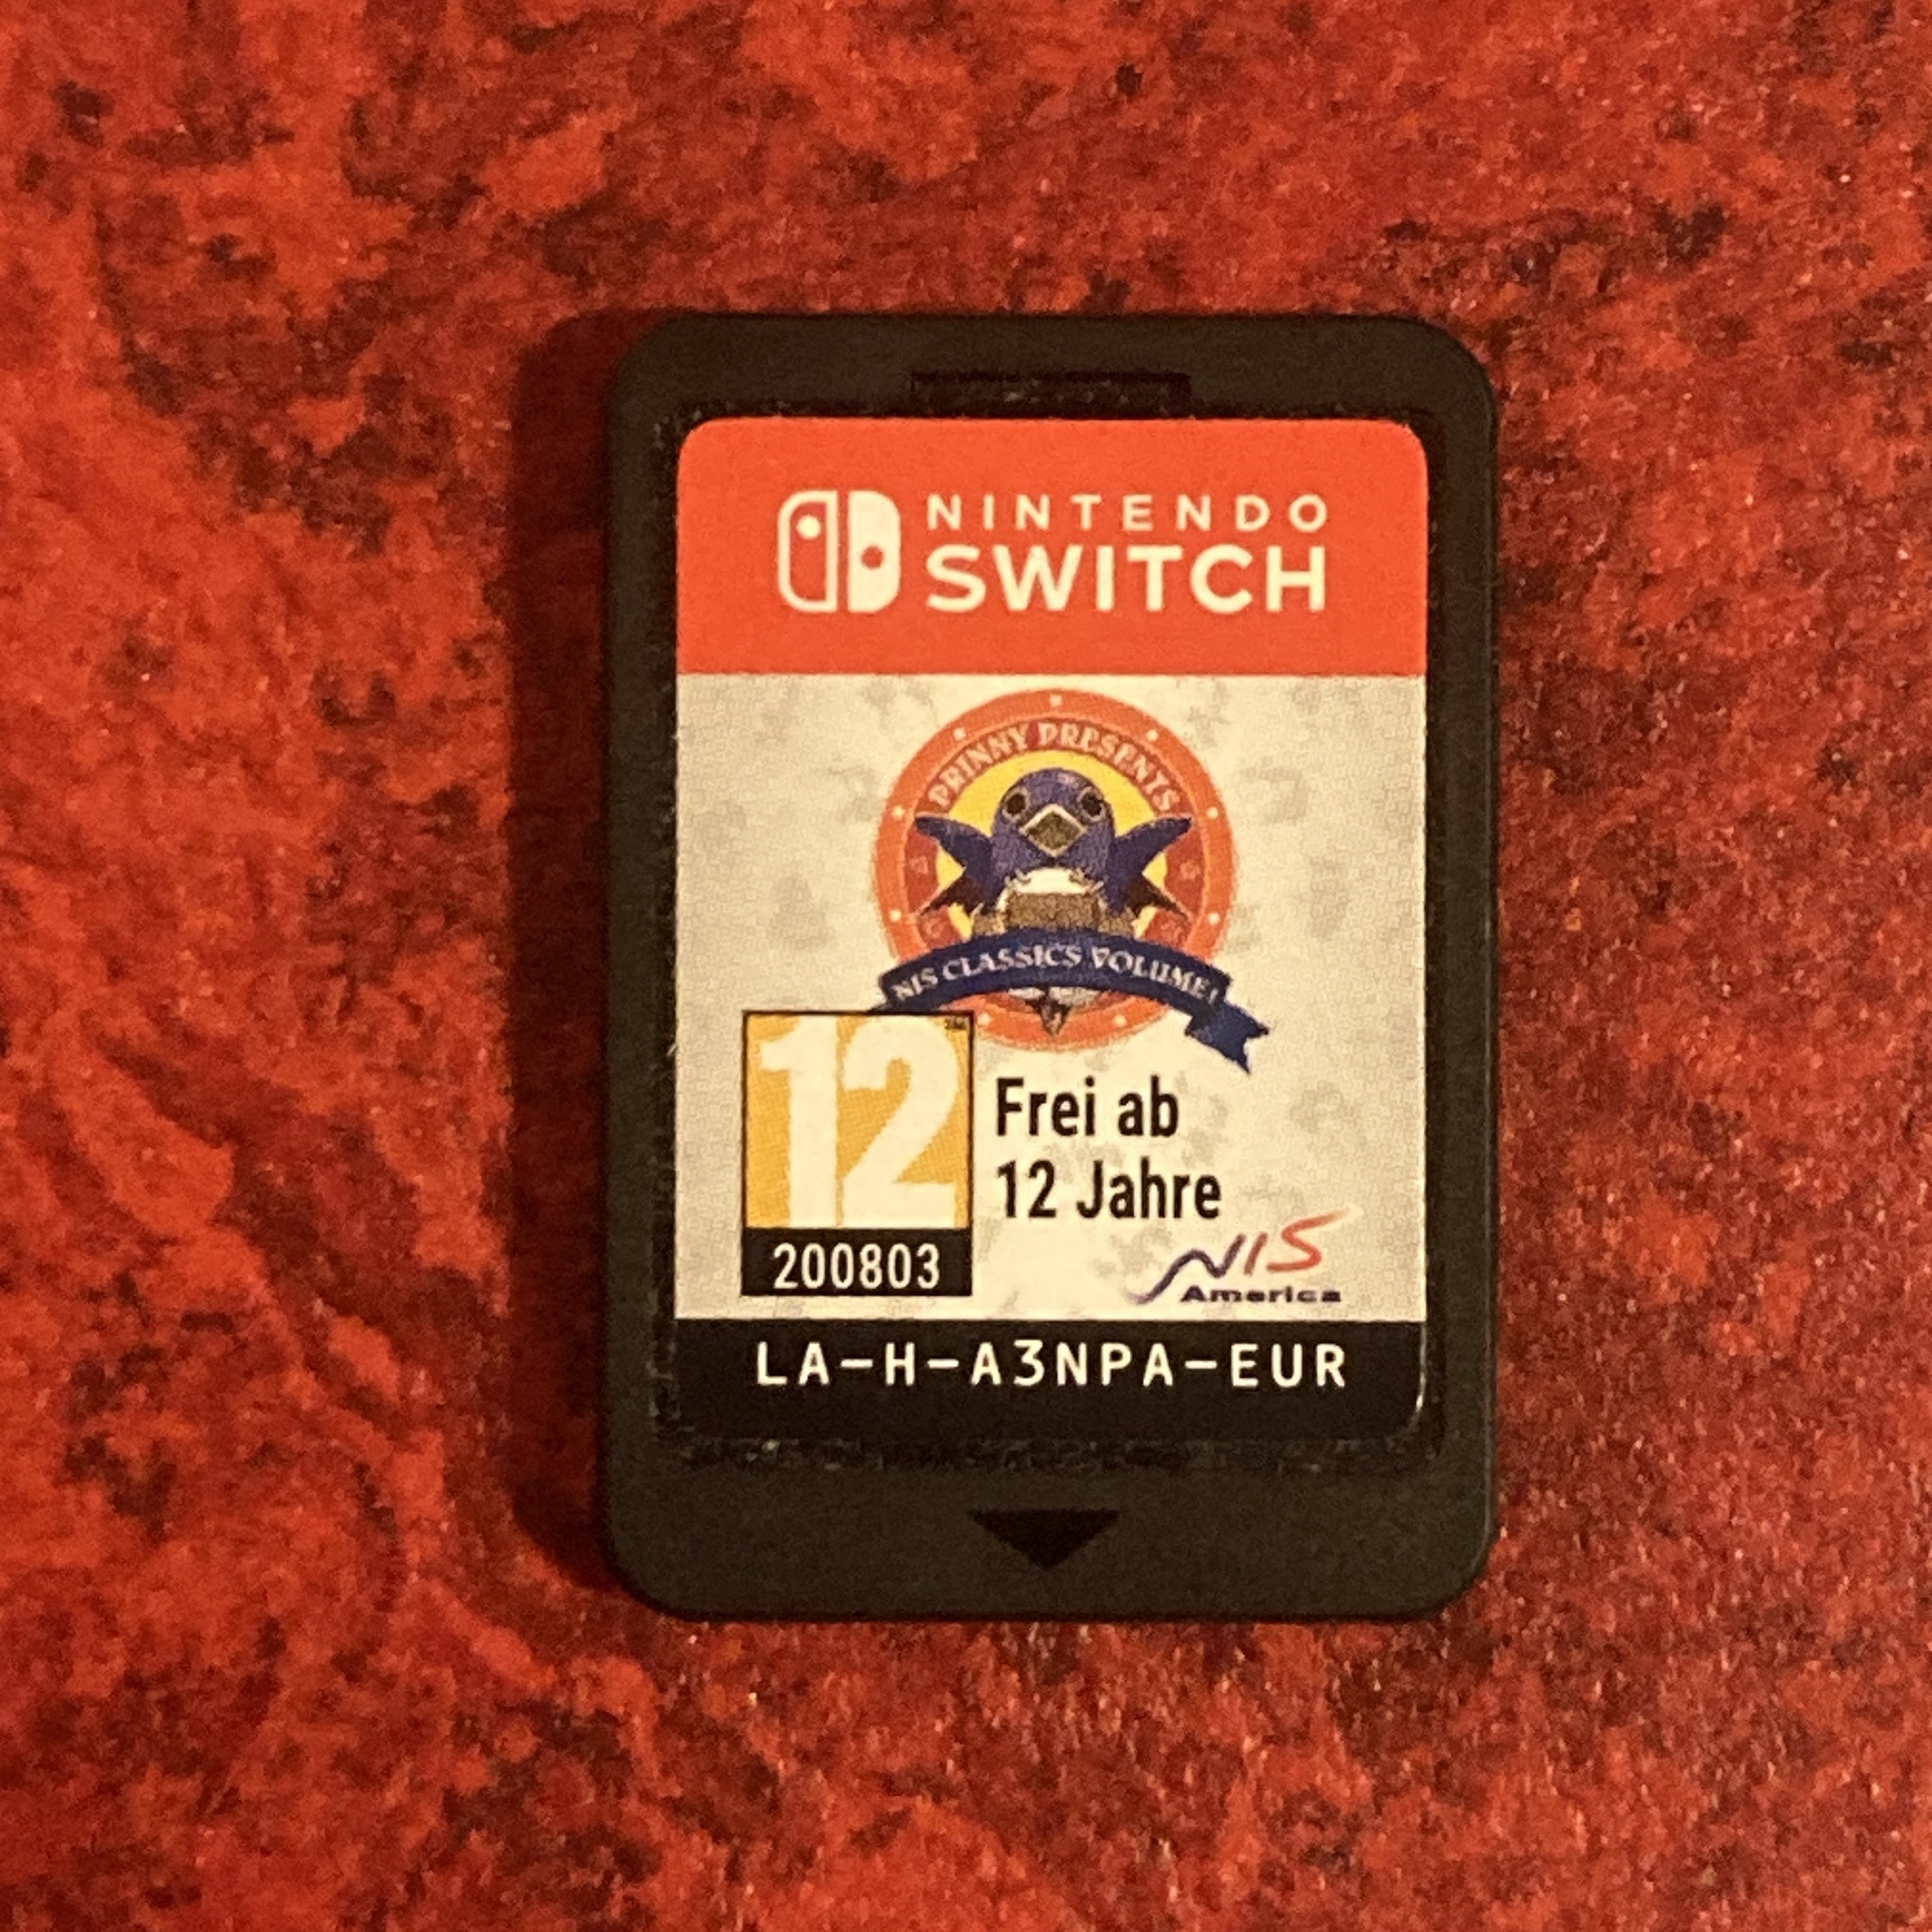 NINTENDO
SWITCH
PRINNY PRESENTS
NIS CLASSICS VOLUME 1
12
Frei ab
12 Jahre
200803
NIS
America
LA-H-A3NPA-EUR